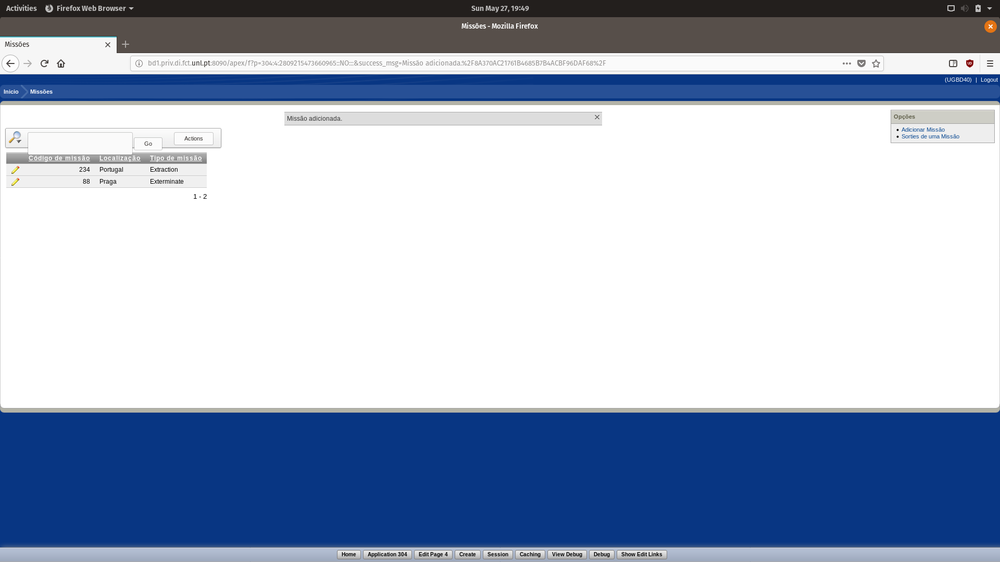 Activities Firefox Web Browser Sun May 27, 19:49
Missões - Mozilla Firefox
Missões
bd1.priv.di.fct.unl.pt:8090/apex/f?p=304:4:2809215473660965::NO:::&success_msg=Missão adicionada.%2F8A370AC21761B4685B7B4ACBF96DAF68%2F
(UGBD40) | Logout
Inicio Missões
Missão adicionada.
Opções
Adicionar Missão
Sorties de uma Missão
Go Actions
Código de missão Localização Tipo de missão
234 Portugal Extraction
88 Praga Exterminate
1 - 2
Home Application 304 Edit Page 4 Create Session Caching View Debug Debug Show Edit Links